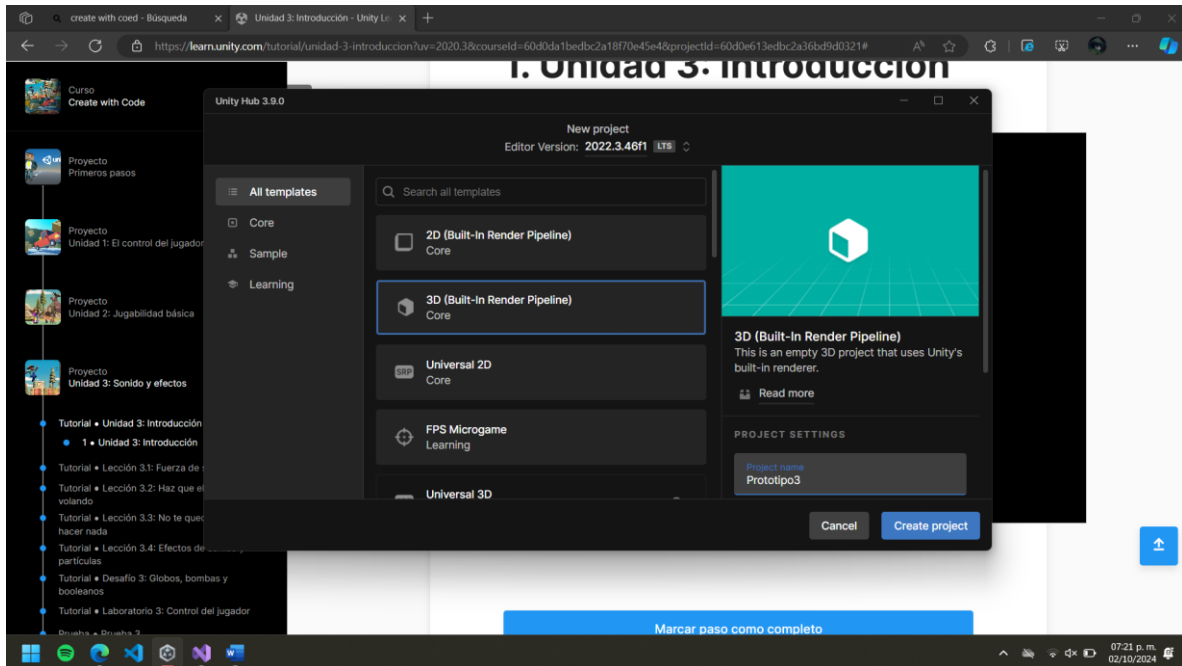 create with coed - Búsqueda
Unidad 3: Introducción - Unity Le
https://learn.unity.com/tutorial/unidad-3-introduccion?uv=2020.3&courseId=60d0da1bedbc2a18f70e45e4&projectId=60d0e613edbc2a36bd9d0321#
1. Unidad 3: Introducción
Curso
Create with Code
Proyecto
Primeros pasos
Proyecto
Unidad 1: El control del jugador
Proyecto
Unidad 2: Jugabilidad básica
Proyecto
Unidad 3: Sonido y efectos
Tutorial • Unidad 3: Introducción
1 • Unidad 3: Introducción
Tutorial • Lección 3.1: Fuerza de
Tutorial • Lección 3.2: Haz que el
volando
Tutorial • Lección 3.3: No te qued
hacer nada
Tutorial • Lección 3.4: Efectos de
partículas
Tutorial • Desafío 3: Globos, bombas y
booleanos
Tutorial • Laboratorio 3: Control del jugador
Prueba • Prueba 3
Unity Hub 3.9.0
New project
Editor Version: 2022.3.46f1 LTS
All templates
Core
Sample
Learning
Search all templates
2D (Built-In Render Pipeline)
Core
3D (Built-In Render Pipeline)
Core
SRP
Universal 2D
Core
FPS Microgame
Learning
Universal 3D
3D (Built-In Render Pipeline)
This is an empty 3D project that uses Unity's
built-in renderer.
Read more
PROJECT SETTINGS
Project name
Prototipo3
Cancel
Create project
Marcar paso como completo
07:21 p. m.
02/10/2024